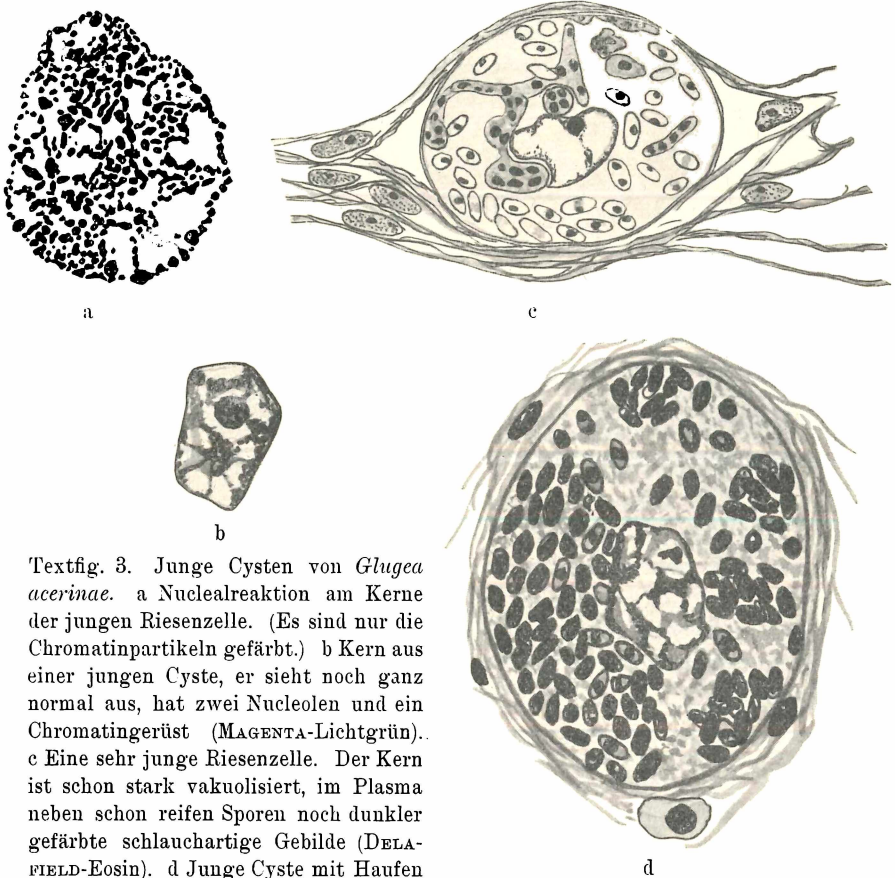 a
c
b
Textfig. 3. Junge Cysten von Glugea
acerinae. a Nuclealreaktion am Kerne
der jungen Riesenzelle. (Es sind nur die
Chromatinpartikeln gefärbt.) b Kern aus
einer jungen Cyste, er sieht noch ganz
normal aus, hat zwei Nucleolen und ein
Chromatingerüst (MAGENTA-Lichtgrün).
c Eine sehr junge Riesenzelle. Der Kern
ist schon stark vakuolisiert, im Plasma
neben schon reifen Sporen noch dunkler
gefärbte schlauchartige Gebilde (DELA-
FIELD-Eosin). d Junge Cyste mit Haufen
d